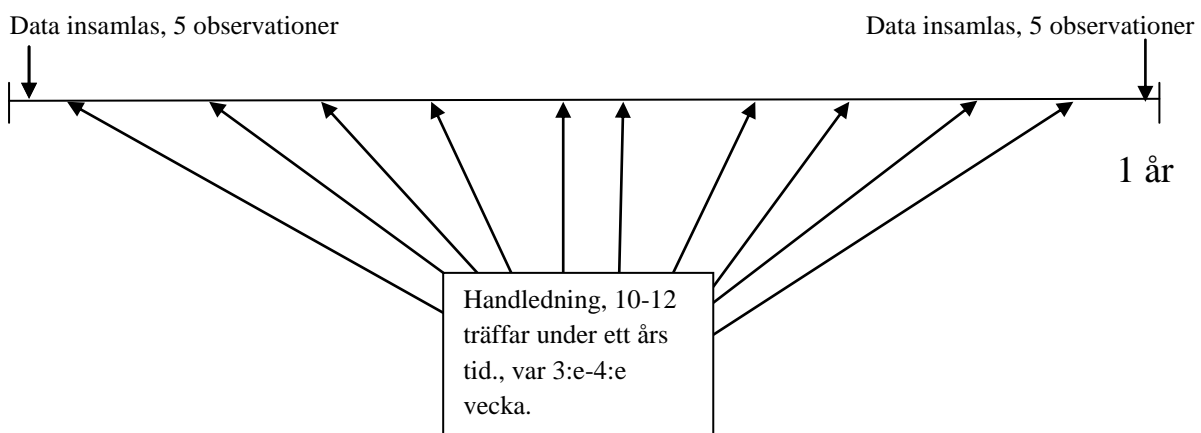 Data insamlas, 5 observationer
Data insamlas, 5 observationer
1 år
Handledning, 10-12
träffar under ett års
tid., var 3:e-4:e
vecka.